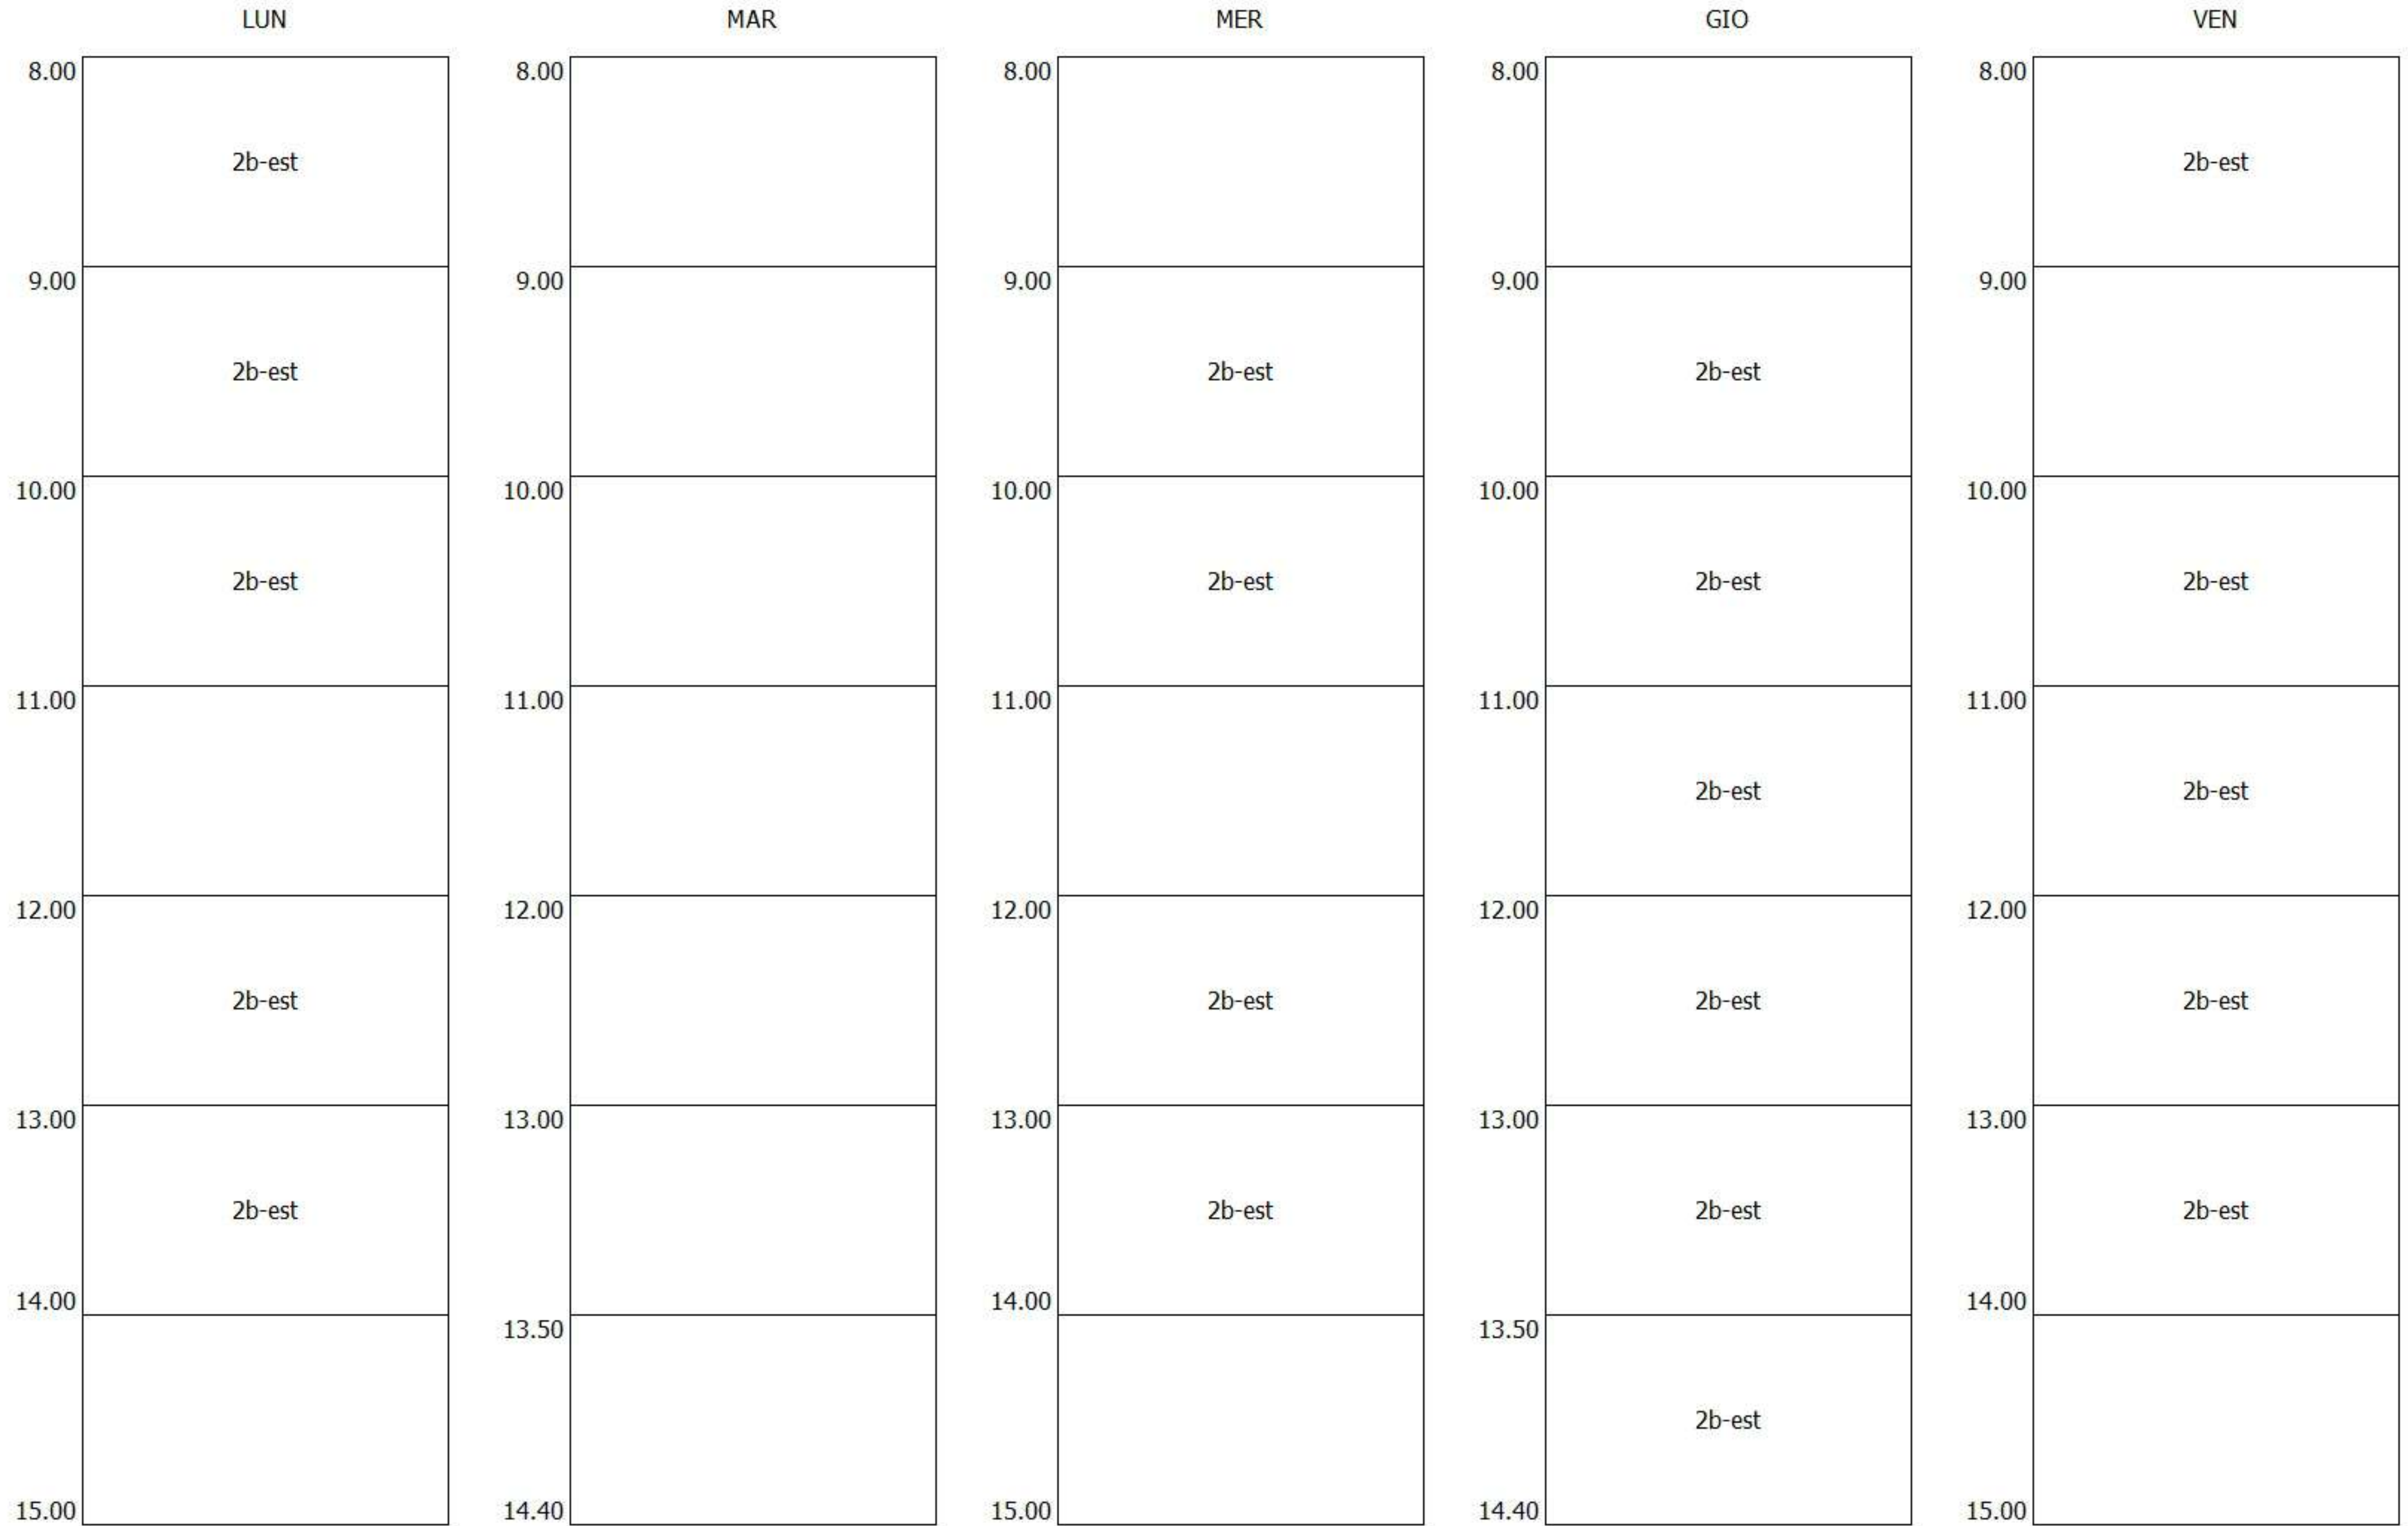 LUN MAR MER GIO VEN
8.00 8.00 8.00 8.00 8.00
2b-est 2b-est
9.00 9.00 9.00 9.00 9.00
2b-est 2b-est 2b-est
10.00 10.00 10.00 10.00 10.00
2b-est 2b-est 2b-est 2b-est
11.00 11.00 11.00 11.00 11.00
2b-est 2b-est
12.00 12.00 12.00 12.00 12.00
2b-est 2b-est 2b-est 2b-est
13.00 13.00 13.00 13.00 13.00
2b-est 2b-est 2b-est 2b-est
14.00 14.00 14.00
13.50 13.50
2b-est
15.00 14.40 15.00 14.40 15.00